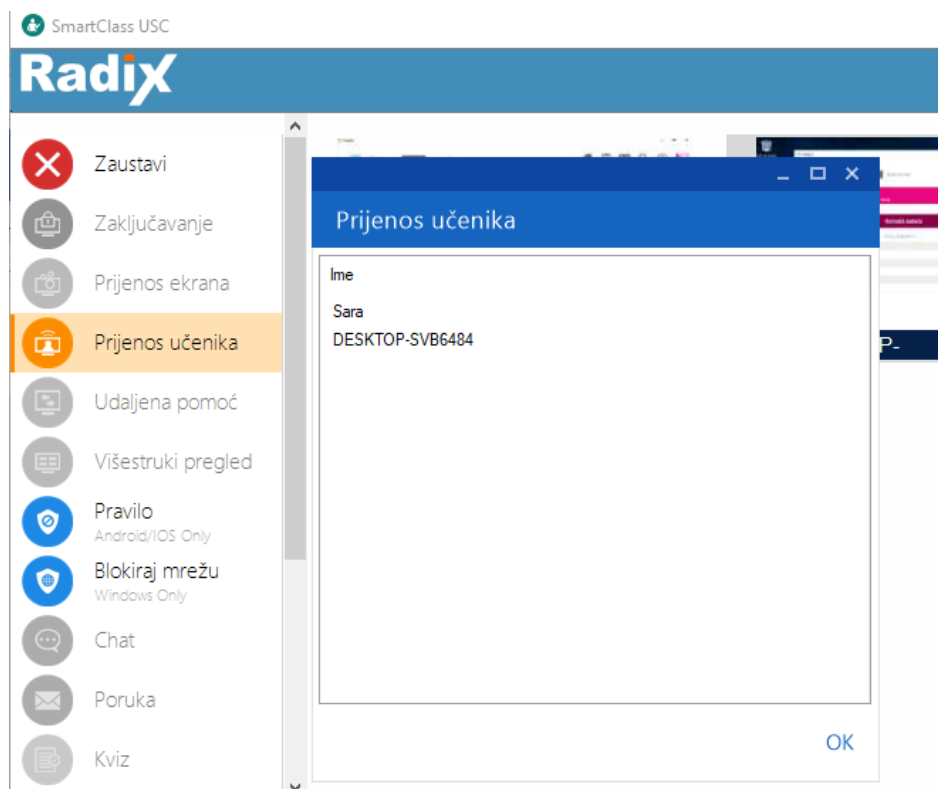 SmartClass USC
Radix
Zaustavi
Zaključavanje
Prijenos ekrana
Prijenos učenika
Udaljena pomoć
Višestruki pregled
Pravilo
Android/IOS Only
Blokiraj mrežu
Windows Only
Chat
Poruka
Kviz
Prijenos učenika
Ime
Sara
DESKTOP-SVB6484
OK
P-